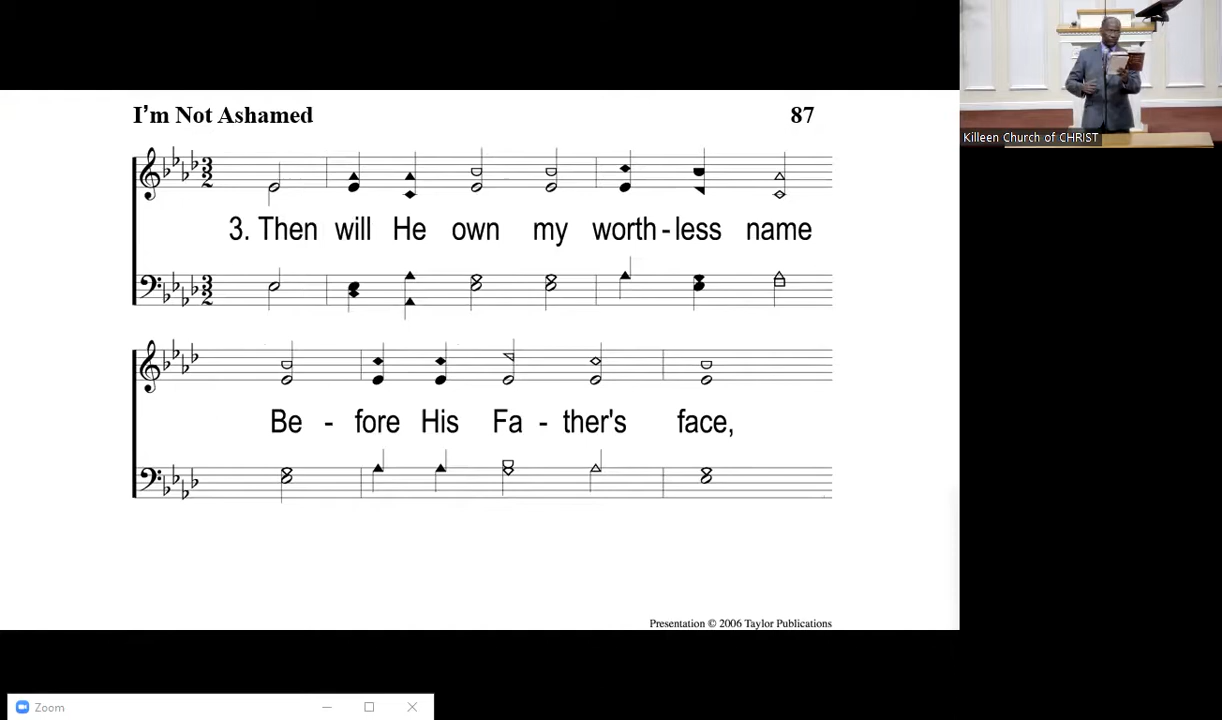 I'm Not Ashamed 87
3. Then will He own my worth - less name
Be - fore His Fa - ther's face,
Presentation © 2006 Taylor Publications
Killeen Church of CHRIST
Zoom